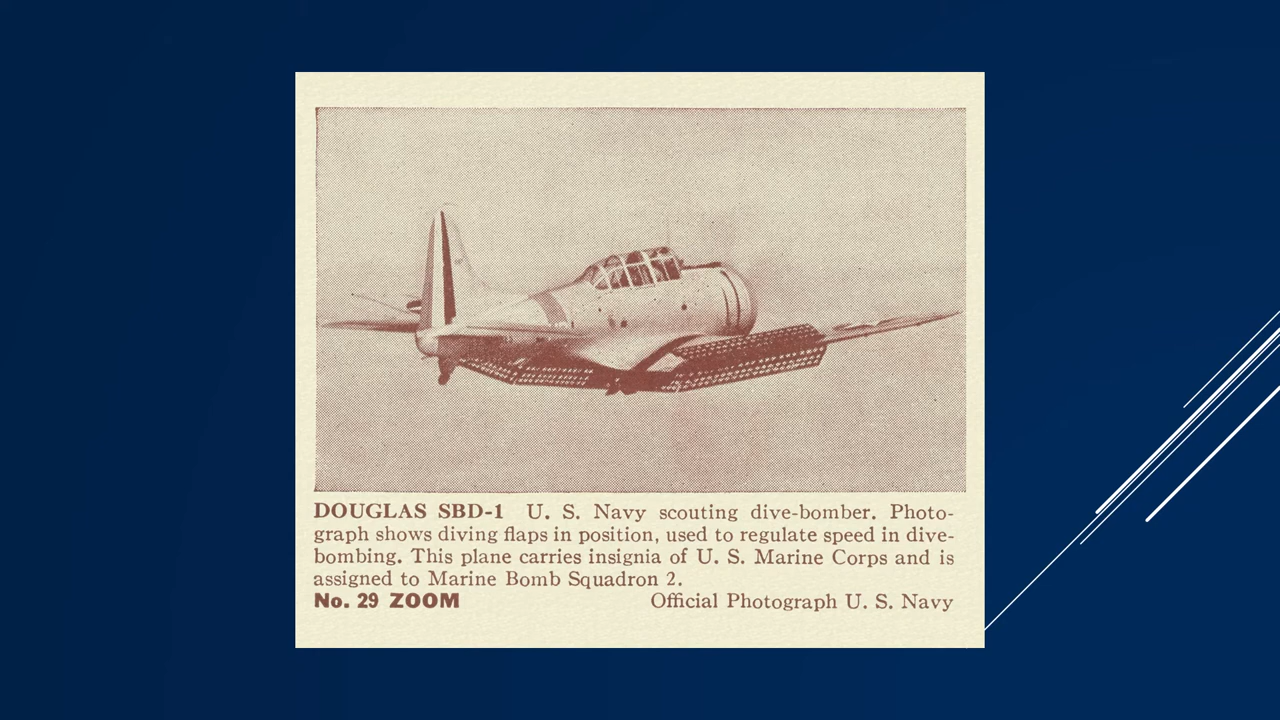 DOUGLAS SBD-1 U. S. Navy scouting dive-bomber. Photo-
graph shows diving flaps in position, used to regulate speed in dive-
bombing. This plane carries insignia of U. S. Marine Corps and is
assigned to Marine Bomb Squadron 2.
No. 29 ZOOM Official Photograph U. S. Navy